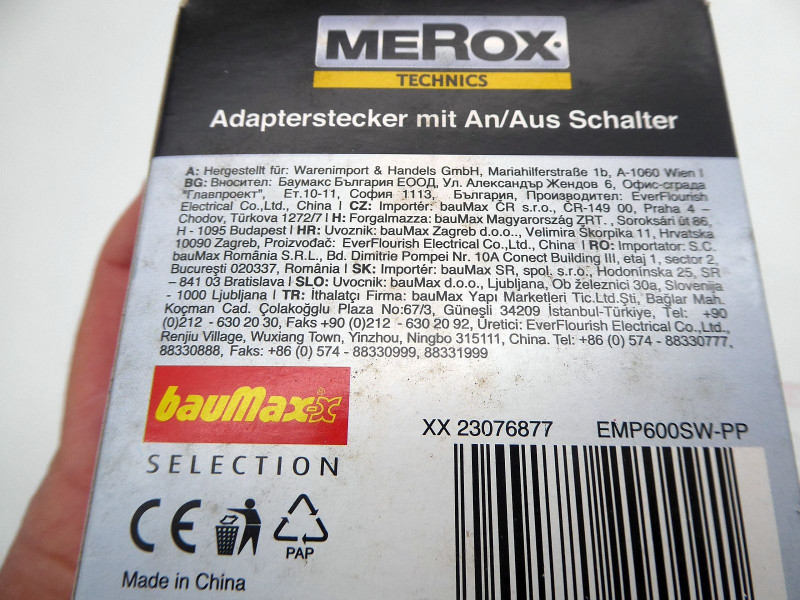 MEROX
TECHNICS
Adapterstecker mit An/Aus Schalter
A: Hergestellt für: Warenimport & Handels GmbH, Mariahilferstraße 1b, A-1060 Wien I
BG: Вносител: Баумакс България ЕООД, Ул. Александър Жендов 6, Офис-сграда
"Главпроект", Ет.10-11, София 1113, България, Производител: EverFlourish
Electrical Co.,Ltd., China I CZ: Importér: bauMax ČR s.r.o., ČR-149 00, Praha 4 –
Chodov, Türkova 1272/7 I H: Forgalmazza: bauMax Magyarország ZRT. , Soroksári út 86,
H - 1095 Budapest I HR: Uvoznik: bauMax Zagreb d.o.o., Velimira Škorpika 11, Hrvatska
10090 Zagreb, Proizvođač: EverFlourish Electrical Co.,Ltd., China I RO: Importator: S.C.
bauMax România S.R.L., Bd. Dimitrie Pompei Nr. 10A Conect Building III, etaj 1, sector 2,
Bucureşti 020337, România I SK: Importér: bauMax SR, spol. s.r.o., Hodonínska 25, SR
– 841 03 Bratislava I SLO: Uvocnik: bauMax d.o.o., Ljubljana, Ob železnici 30a, Slovenija
- 1000 Ljubljana I TR: İthalatçı Firma: bauMax Yapı Marketleri Tic.Ltd.Şti, Bağlar Mah.
Koçman Cad. Çolakoğglu Plaza No:67/3, Güneşli 34209 İstanbul-Türkiye, Tel: +90
(0)212 - 630 20 30, Faks +90 (0)212 - 630 20 92, Üretici: EverFlourish Electrical Co.,Ltd.,
Renjiu Village, Wuxiang Town, Yinzhou, Ningbo 315111, China. Tel: +86 (0) 574 - 88330777,
88330888, Faks: +86 (0) 574 - 88330999, 88331999
bauMax-x
SELECTION
XX 23076877 EMP600SW-PP
CE
PAP
Made in China